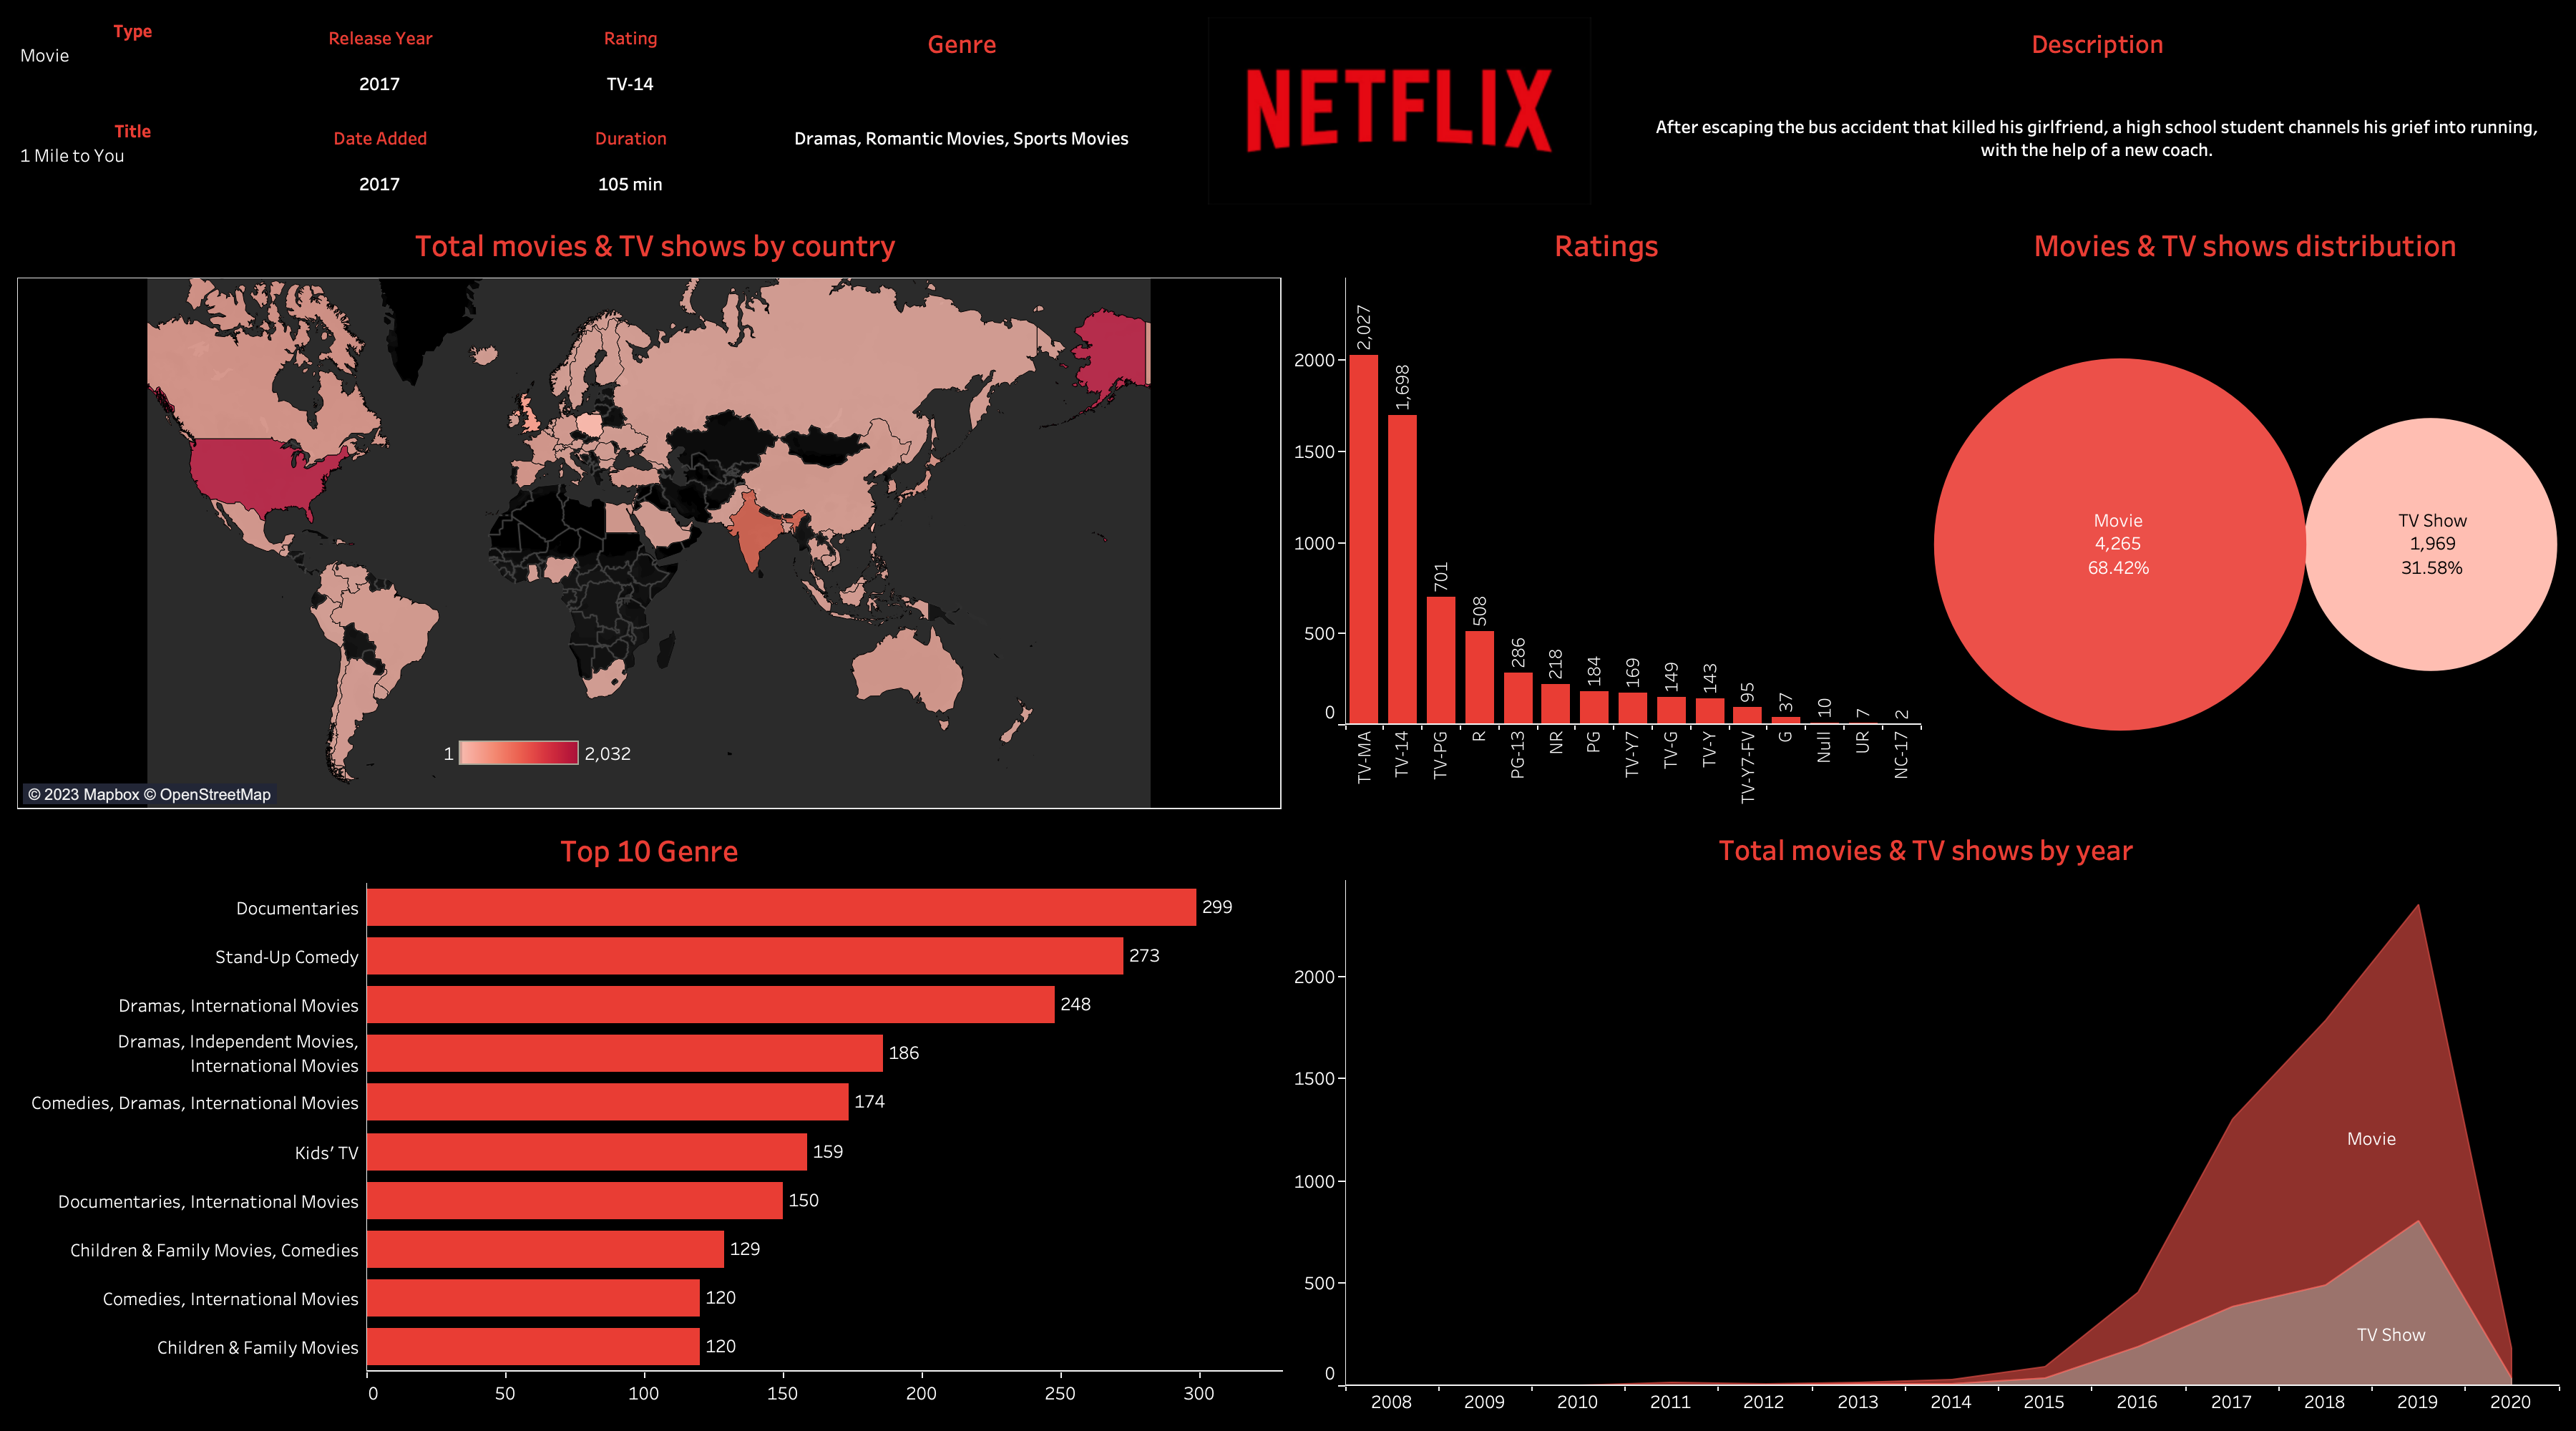 Type
Movie
Release Year
2017
Rating
TV-14
Genre
NETFLIX
Description
Title
1 Mile to You
Date Added
2017
Duration
105 min
Dramas, Romantic Movies, Sports Movies
After escaping the bus accident that killed his girlfriend, a high school student channels his grief into running,
with the help of a new coach.
Total movies & TV shows by country
1
2,032
© 2023 Mapbox © OpenStreetMap
Ratings
2000
1500
1000
500
0
2,027
1,698
701
508
286
218
184
169
149
143
95
37
10
7
2
TV-MA
TV-14
TV-PG
R
PG-13
NR
PG
TV-Y7
TV-G
TV-Y
TV-Y7-FV
G
Null
UR
NC-17
Movies & TV shows distribution
Movie
4,265
68.42%
TV Show
1,969
31.58%
Top 10 Genre
Documentaries
299
Stand-Up Comedy
273
Dramas, International Movies
248
Dramas, Independent Movies,
International Movies
186
Comedies, Dramas, International Movies
174
Kids' TV
159
Documentaries, International Movies
150
Children & Family Movies, Comedies
129
Comedies, International Movies
120
Children & Family Movies
120
0
50
100
150
200
250
300
Total movies & TV shows by year
2000
1500
1000
500
0
Movie
TV Show
2008
2009
2010
2011
2012
2013
2014
2015
2016
2017
2018
2019
2020